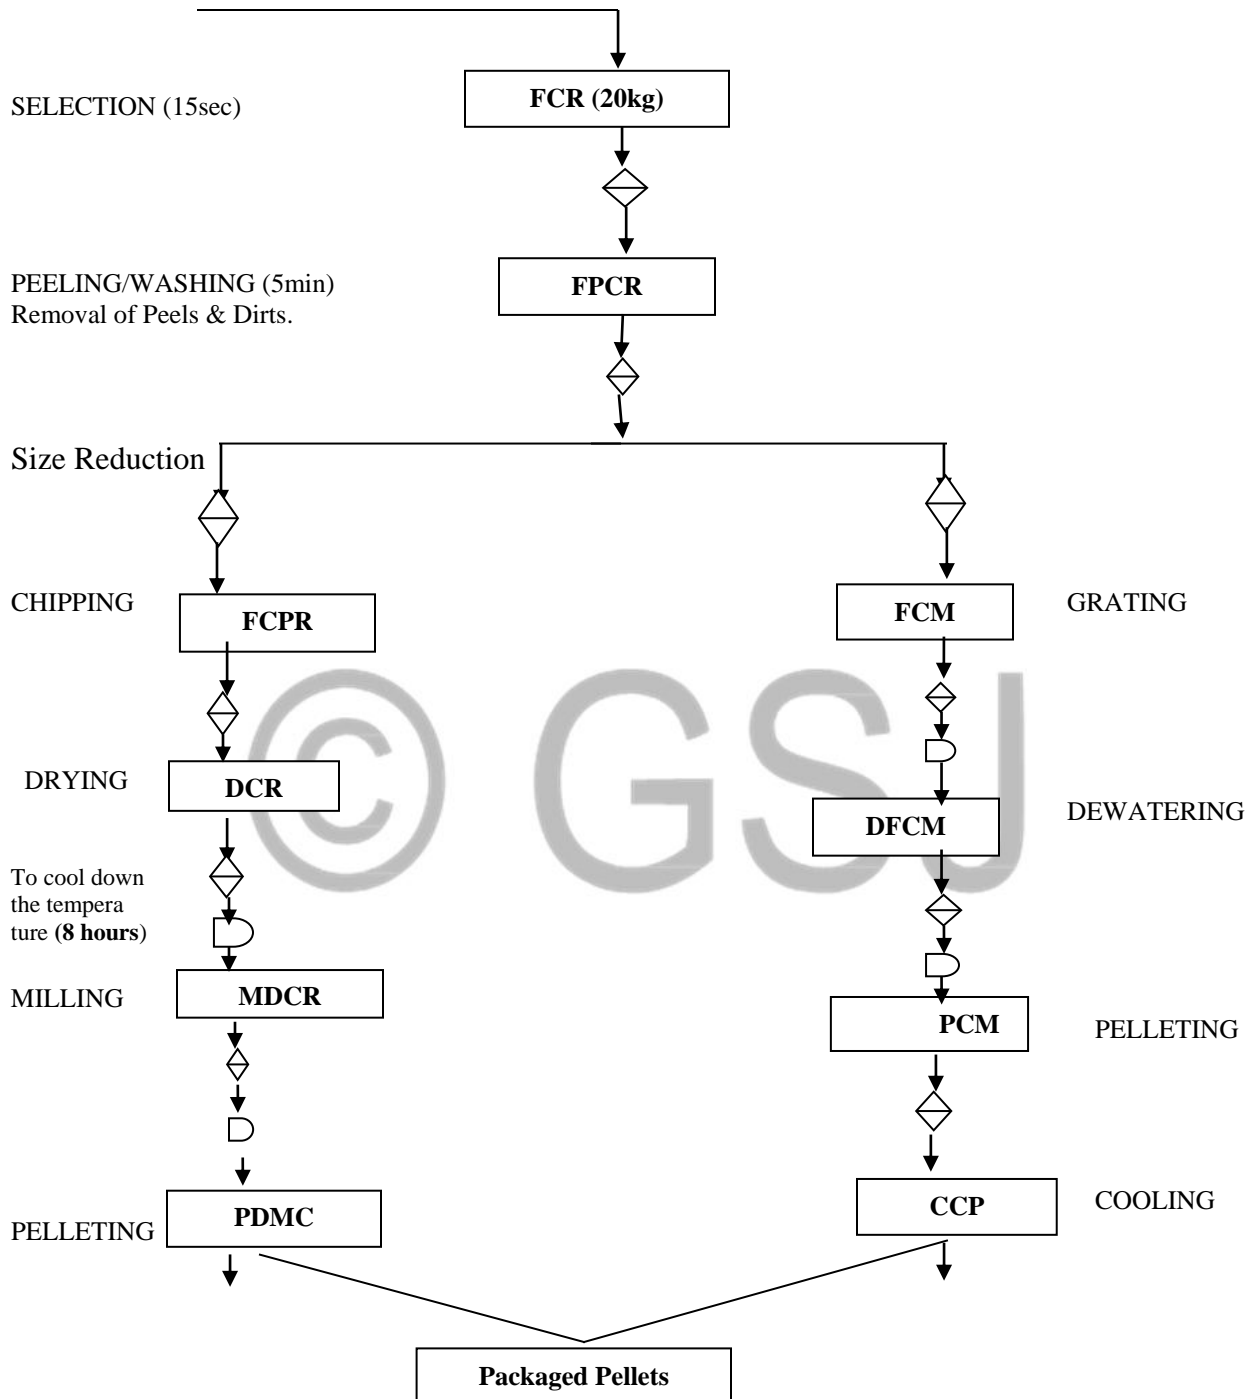 FCR (20kg)
SELECTION (15sec)
PEELING/WASHING (5min)
Removal of Peels & Dirts.
FPCR
Size Reduction
CHIPPING
FCPR
FCM
GRATING
© GSJ
DRYING
DCR
DFCM
DEWATERING
To cool down
the tempera
ture (8 hours)
MILLING
MDCR
PCM
PELLETING
PELLETING
PDMC
CCP
COOLING
Packaged Pellets